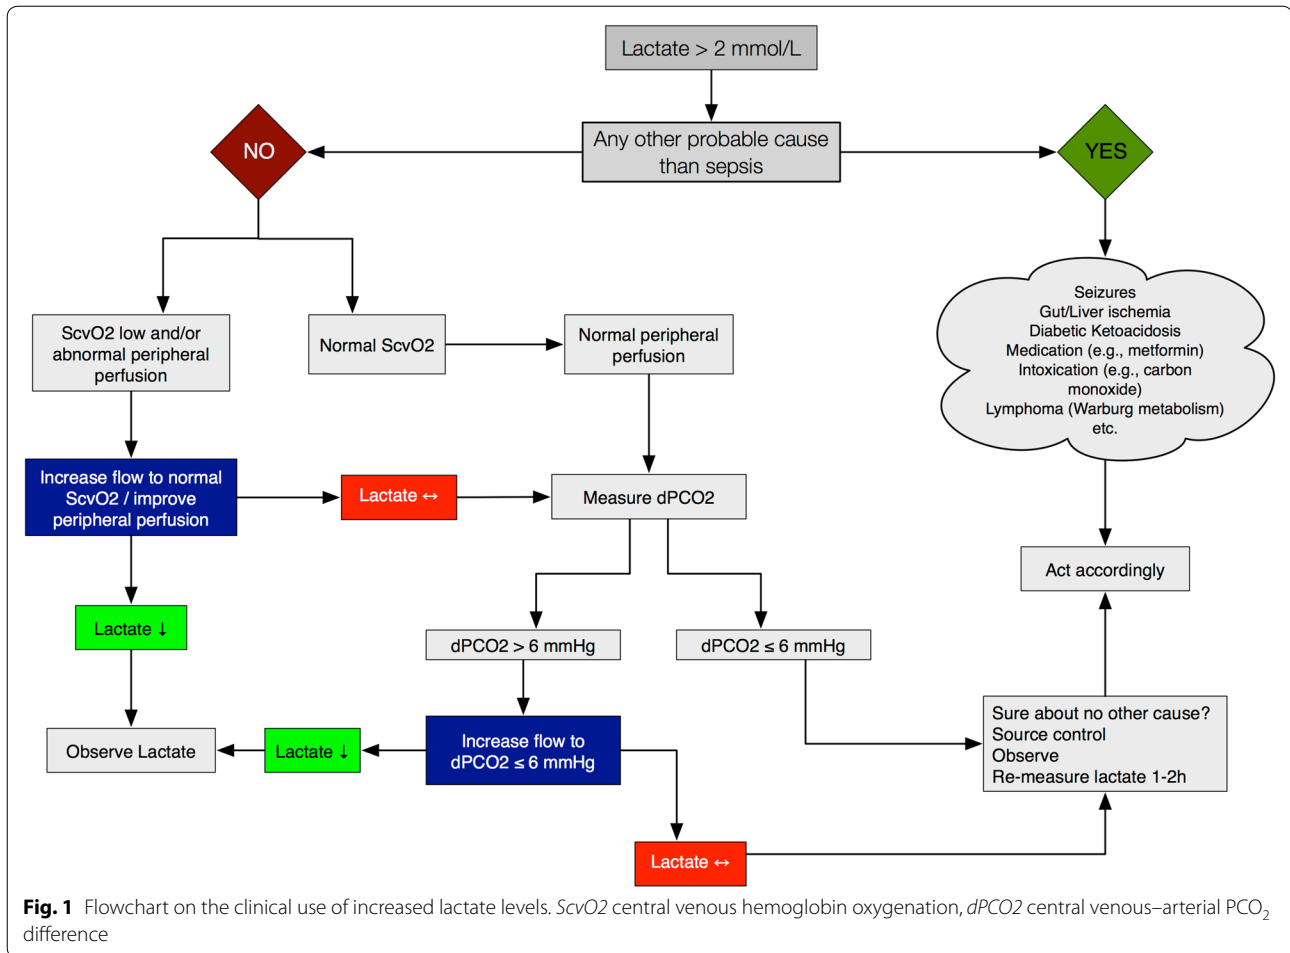 Lactate > 2 mmol/L
Any other probable cause
than sepsis
NO
YES
ScvO2 low and/or
abnormal peripheral
perfusion
Normal ScvO2
Normal peripheral
perfusion
Seizures
Gut/Liver ischemia
Diabetic Ketoacidosis
Medication (e.g., metformin)
Intoxication (e.g., carbon
monoxide)
Lymphoma (Warburg metabolism)
etc.
Increase flow to normal
ScvO2 / improve
peripheral perfusion
Lactate ↔
Measure dPCO2
Act accordingly
Lactate ↓
dPCO2 > 6 mmHg
dPCO2 ≤ 6 mmHg
Sure about no other cause?
Source control
Observe
Re-measure lactate 1-2h
Observe Lactate
Lactate ↓
Increase flow to
dPCO2 ≤ 6 mmHg
Lactate ↔
Fig. 1 Flowchart on the clinical use of increased lactate levels. ScvO2 central venous hemoglobin oxygenation, dPCO2 central venous–arterial PCO₂
difference